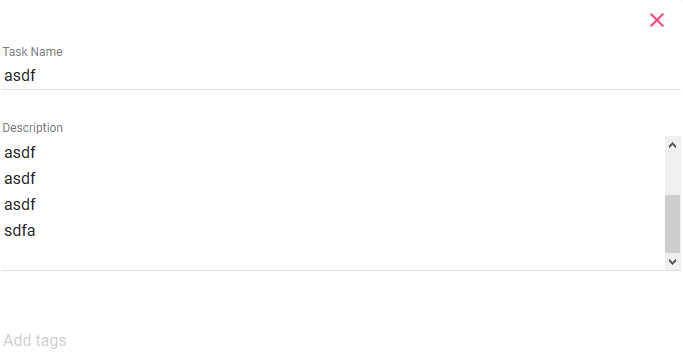 Task Name
asdf
Description
asdf
asdf
asdf
sdfa
Add tags